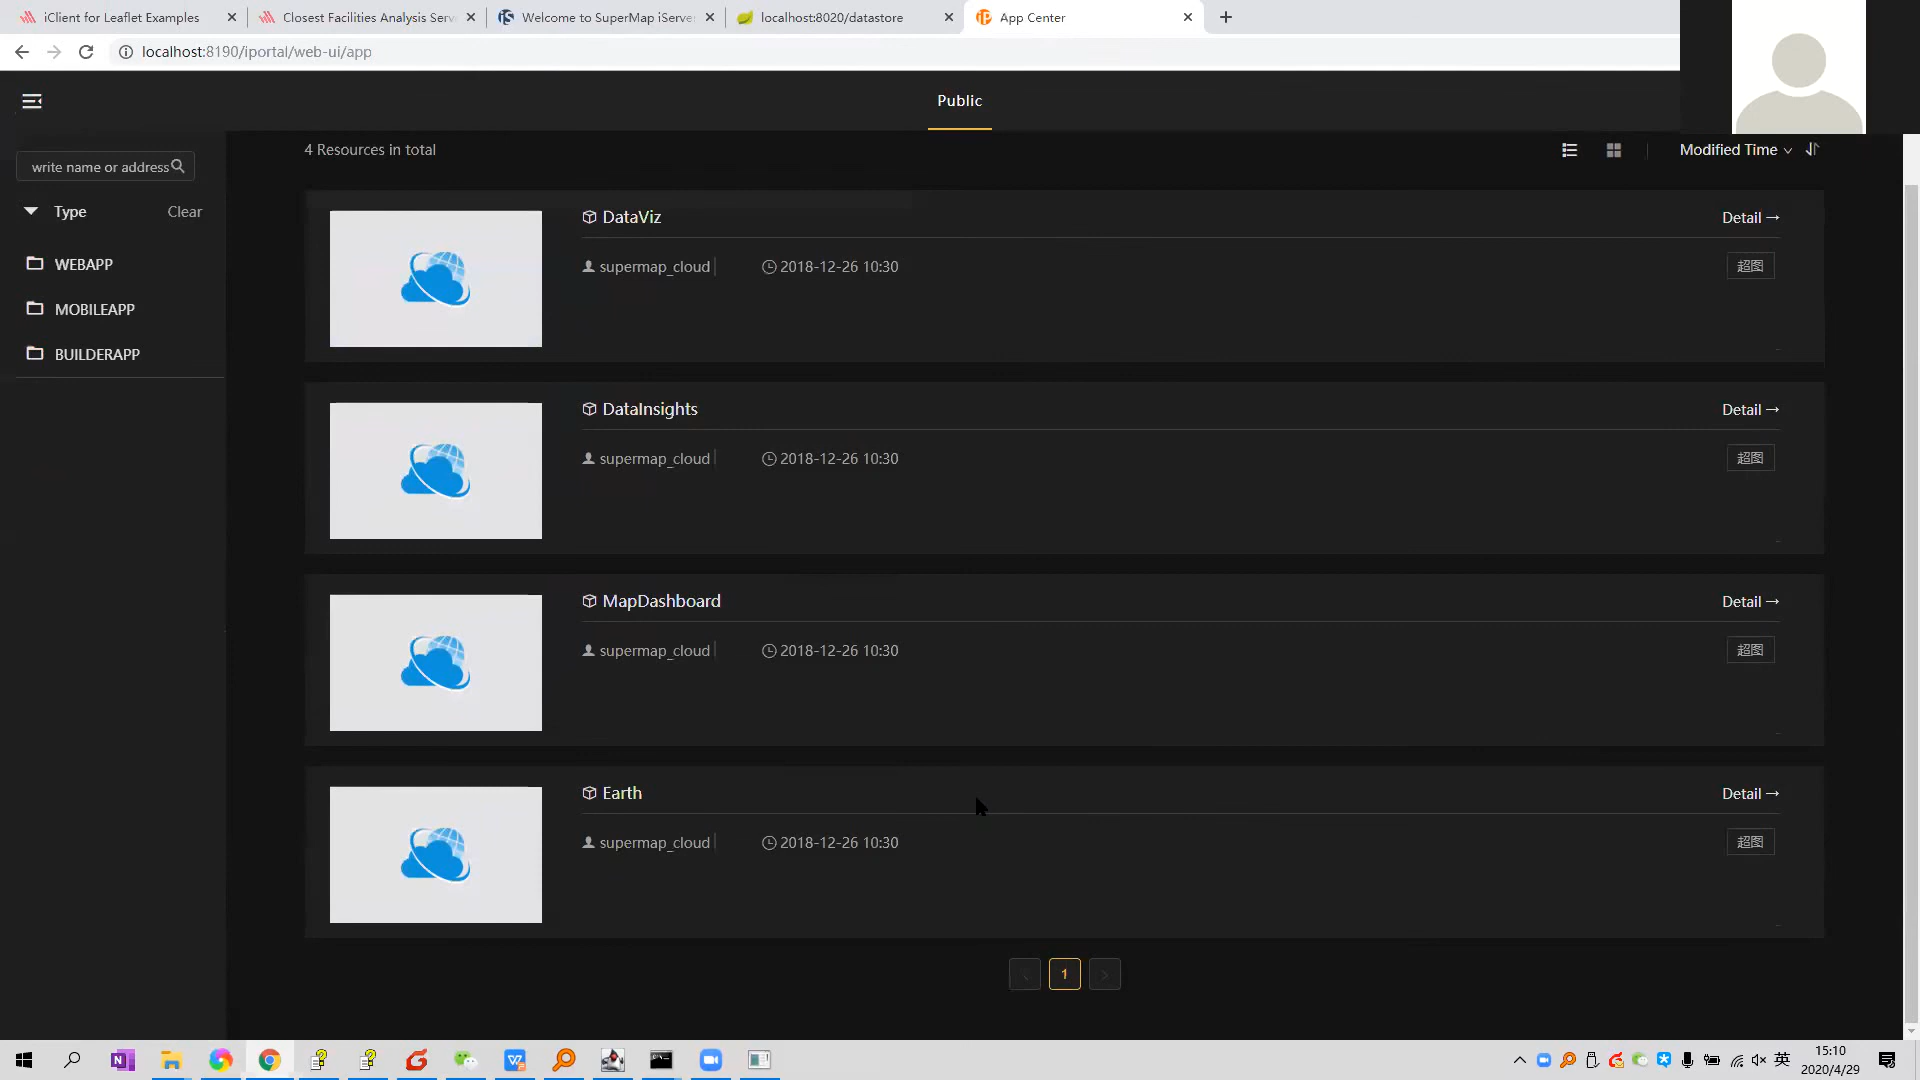 iClient for Leaflet Examples
Closest Facilities Analysis Serv
Welcome to SuperMap iServer
localhost:8020/datastore
App Center
localhost:8190/iportal/web-ui/app
Public
write name or address
Type
Clear
WEBAPP
MOBILEAPP
BUILDERAPP
4 Resources in total
Modified Time
DataViz
Detail →
supermap_cloud
2018-12-26 10:30
超图
DataInsights
Detail →
supermap_cloud
2018-12-26 10:30
超图
MapDashboard
Detail →
supermap_cloud
2018-12-26 10:30
超图
Earth
Detail →
supermap_cloud
2018-12-26 10:30
超图
1
英
15:10
2020/4/29